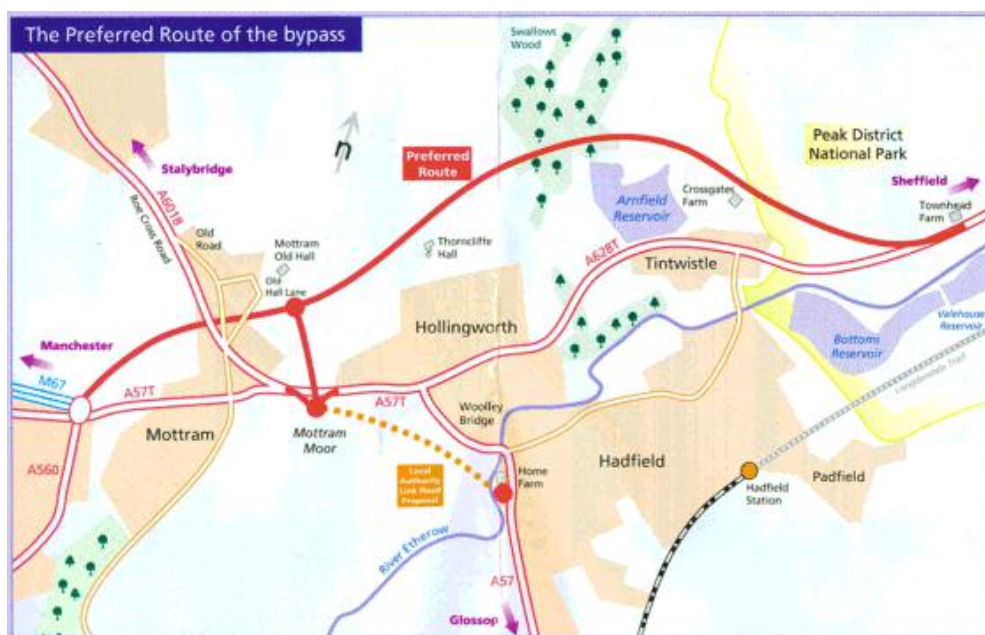 The Preferred Route of the bypass
Swallows
Wood
Peak District
National Park
Stalybridge
n
Preferred
Route
Sheffield
A6018
Roe Cross Road
Arnfield
Reservoir
Crossgates
Farm
Townhead
Farm
Old
Road
Mottram
Old Hall
Thorncliffe
Hall
A628T
Tintwistle
Old
Hall Lane
Hollingworth
Manchester
M67
Valehouse
Reservoir
Bottoms
Reservoir
Longdendale Trail
A57T
A57T
Mottram
Mottram
Moor
Woolley
Bridge
A560
Local
Authority
Link Road
Proposal
Home
Farm
Hadfield
Hadfield
Station
Padfield
River Etherow
A57
Glossop